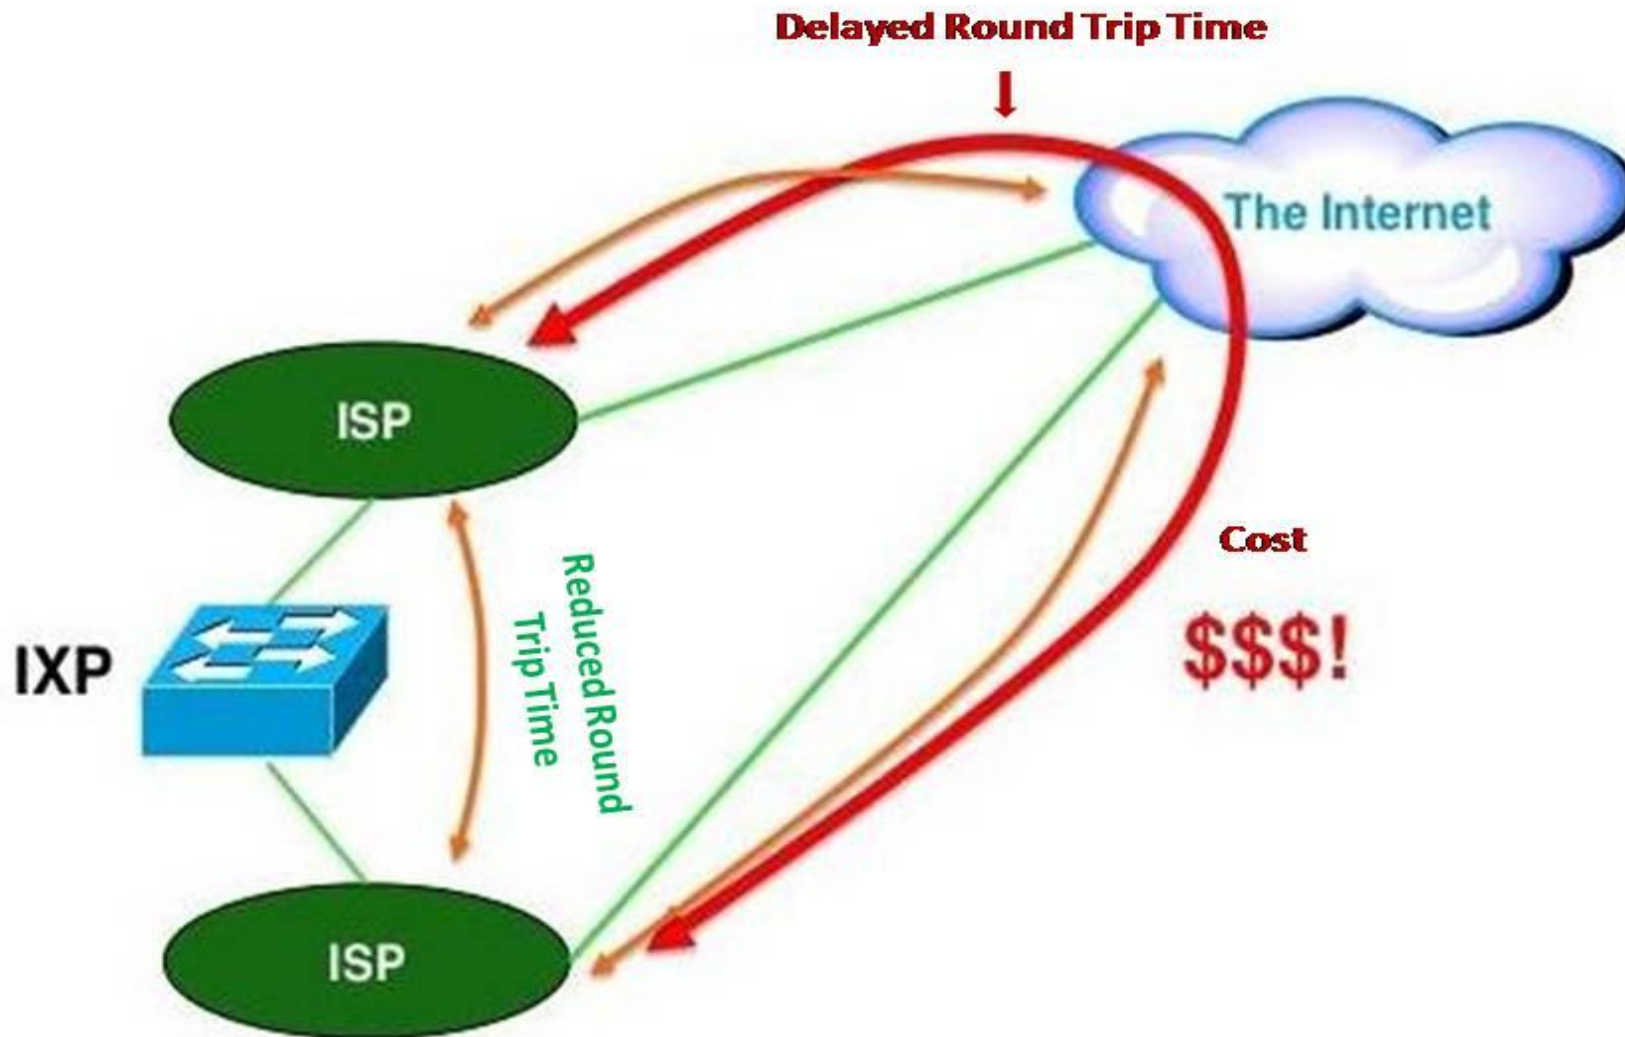 Delayed Round Trip Time
The Internet
ISP
Reduced Round
Trip Time
Cost
$$$!
IXP
ISP